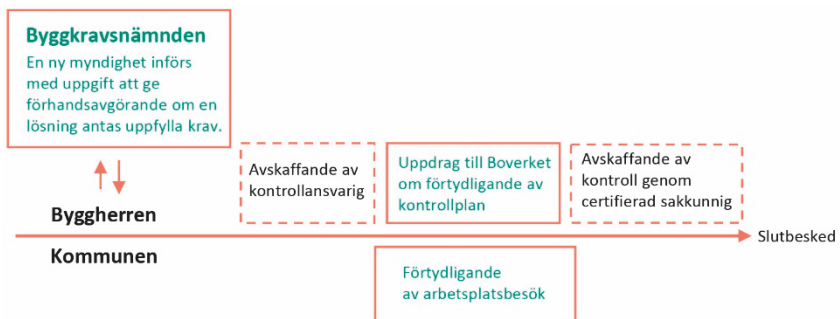 Byggkravsnämnden
En ny myndighet införs
med uppgift att ge
förhandsavgörande om en
lösning antas uppfylla krav.
Avskaffande av
kontrollansvarig
Uppdrag till Boverket
om förtydligande av
kontrollplan
Avskaffande av
kontroll genom
certifierad sakkunnig
Byggherren
Slutbesked
Kommunen
Förtydligande
av arbetsplatsbesök